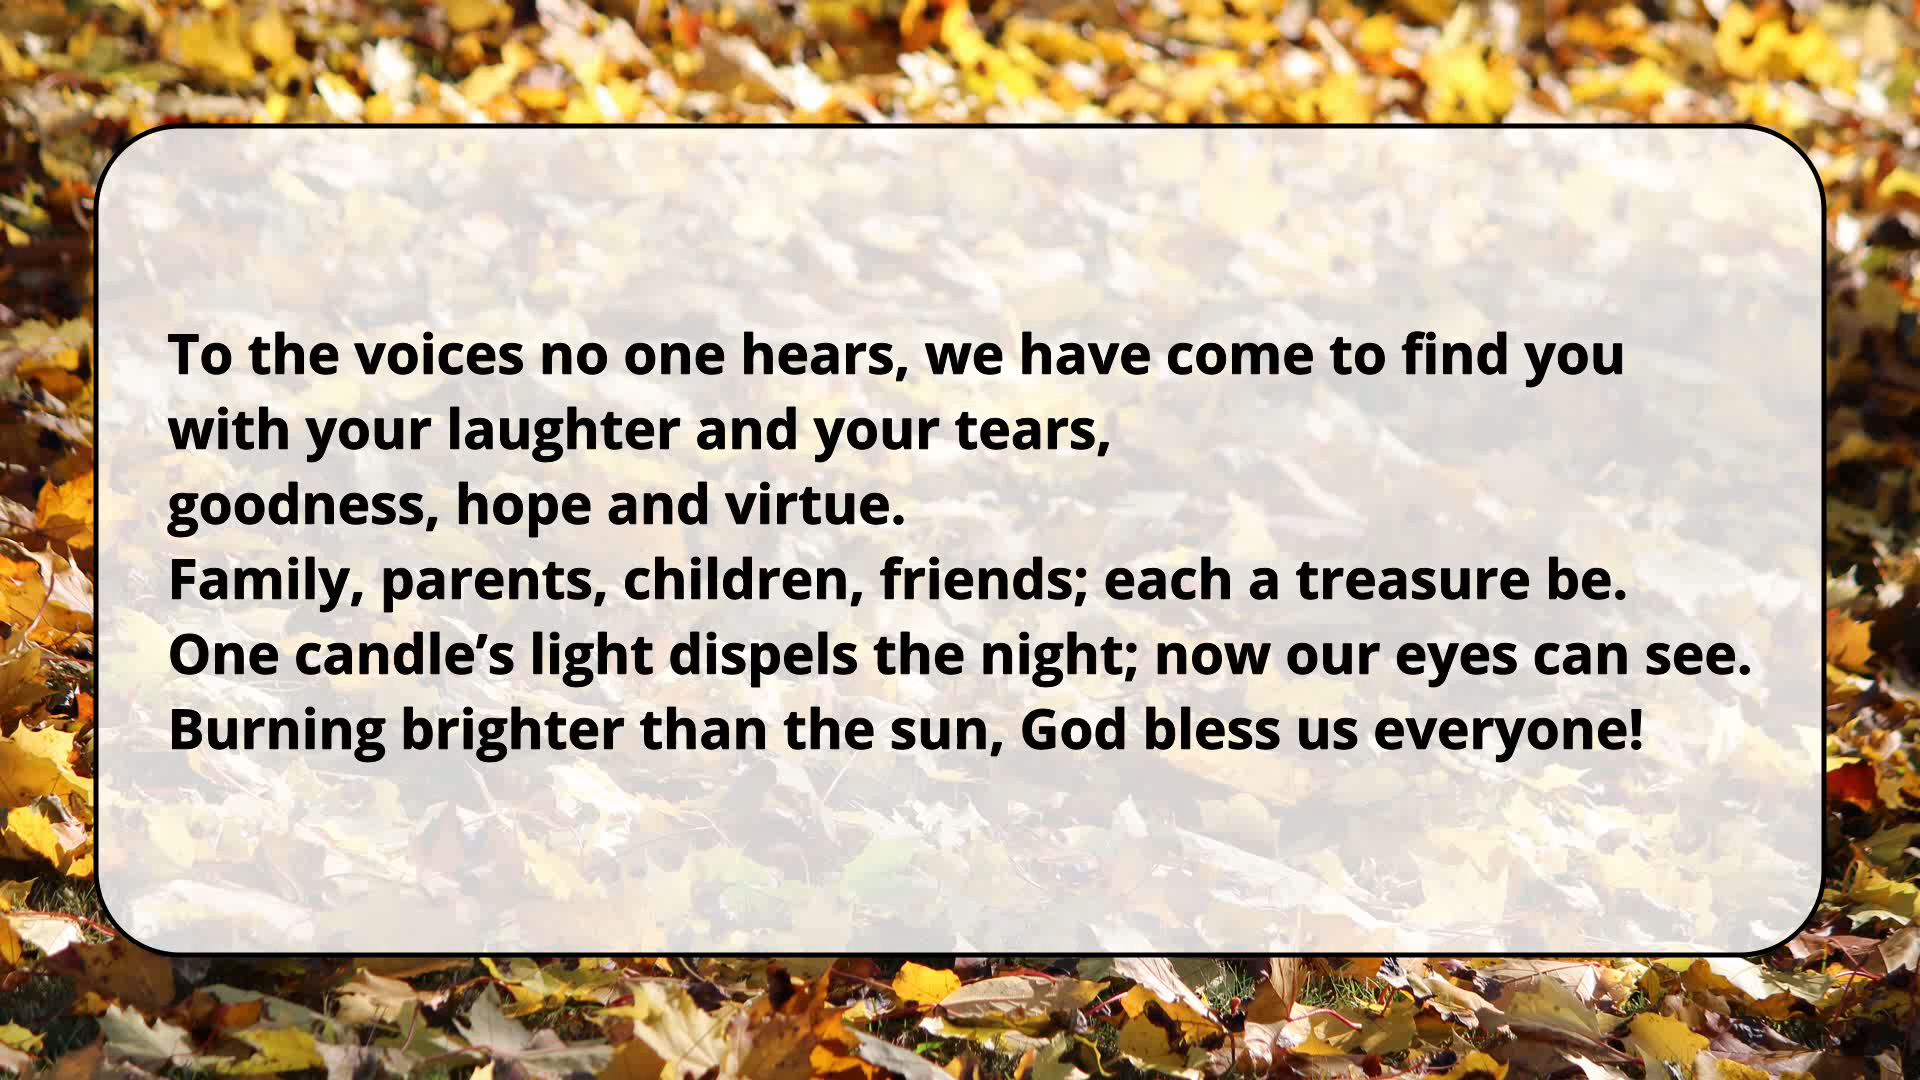 To the voices no one hears, we have come to find you
with your laughter and your tears,
goodness, hope and virtue.
Family, parents, children, friends; each a treasure be.
One candle’s light dispels the night; now our eyes can see.
Burning brighter than the sun, God bless us everyone!